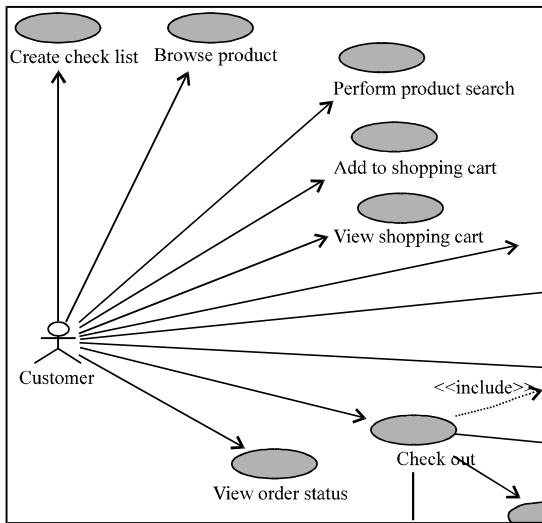 Create check list
Browse product
Perform product search
Add to shopping cart
View shopping cart
Customer
<<include>>
Check out
View order status